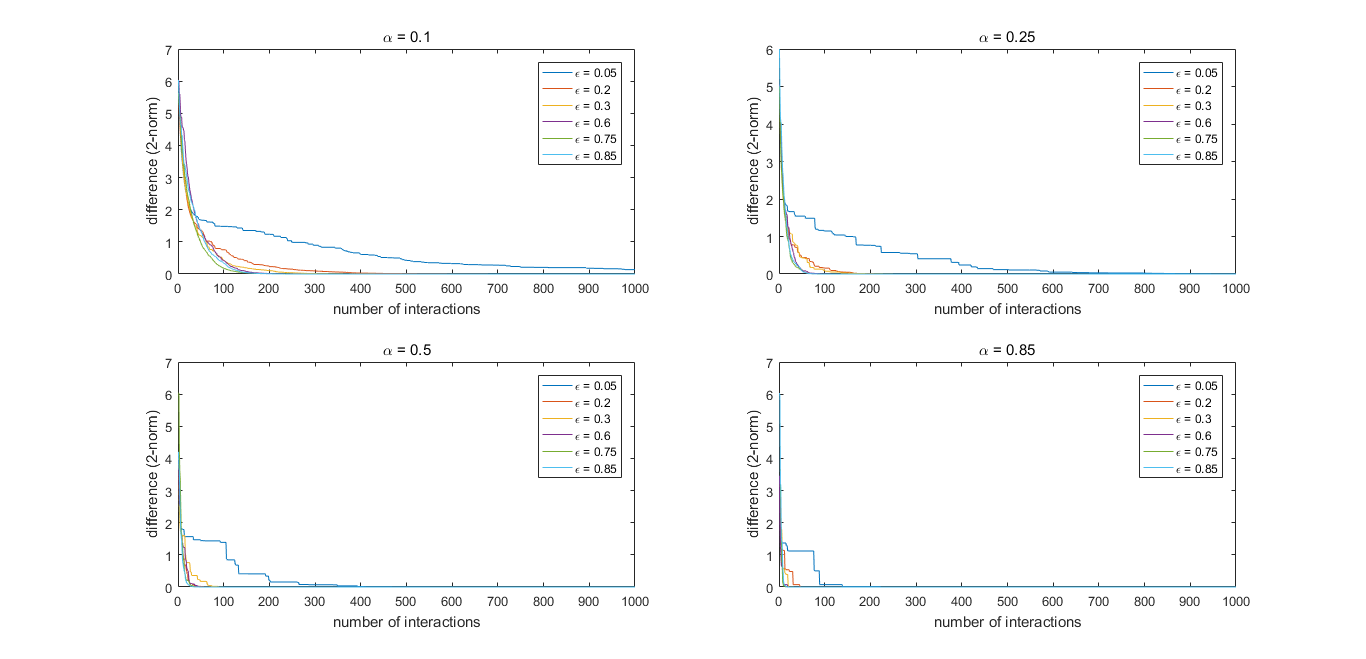 α = 0.1
7
6
5
4
3
2
1
0
difference (2-norm)
0 100 200 300 400 500 600 700 800 900 1000
number of interactions
ϵ = 0.05
ϵ = 0.2
ϵ = 0.3
ϵ = 0.6
ϵ = 0.75
ϵ = 0.85
α = 0.25
6
5
4
3
2
1
0
difference (2-norm)
0 100 200 300 400 500 600 700 800 900 1000
number of interactions
ϵ = 0.05
ϵ = 0.2
ϵ = 0.3
ϵ = 0.6
ϵ = 0.75
ϵ = 0.85
α = 0.5
7
6
5
4
3
2
1
0
difference (2-norm)
0 100 200 300 400 500 600 700 800 900 1000
number of interactions
ϵ = 0.05
ϵ = 0.2
ϵ = 0.3
ϵ = 0.6
ϵ = 0.75
ϵ = 0.85
α = 0.85
7
6
5
4
3
2
1
0
difference (2-norm)
0 100 200 300 400 500 600 700 800 900 1000
number of interactions
ϵ = 0.05
ϵ = 0.2
ϵ = 0.3
ϵ = 0.6
ϵ = 0.75
ϵ = 0.85